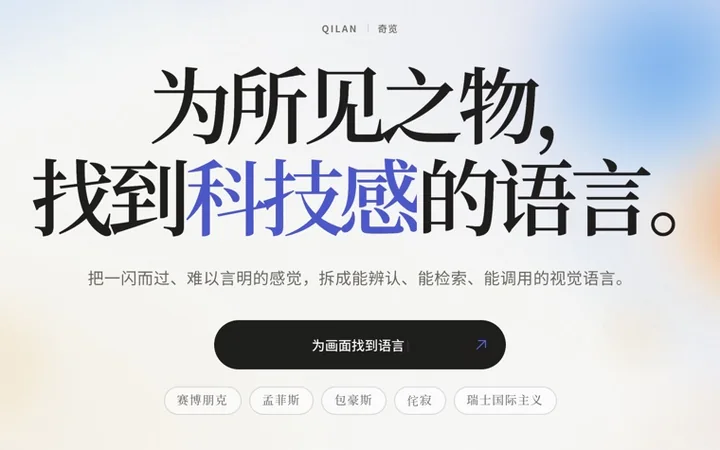 QILAN | 奇览
为所见之物，
找到科技感的语言。
把一闪而过、难以言明的感觉，拆成能辨认、能检索、能调用的视觉语言。
为画面找到语言
赛博朋克 孟菲斯 包豪斯 侘寂 瑞士国际主义